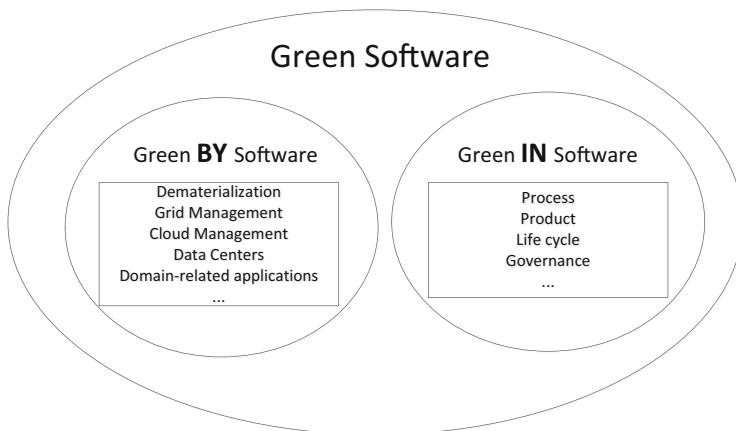 Green Software
Green BY Software
Dematerialization
Grid Management
Cloud Management
Data Centers
Domain-related applications
...
Green IN Software
Process
Product
Life cycle
Governance
...